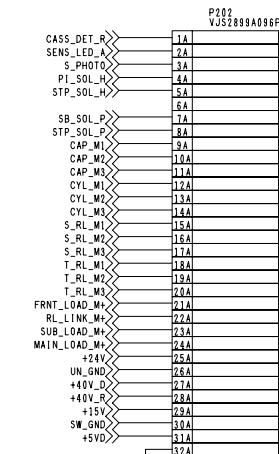 P202
VJS2899A096P
CASS_DET_R 1A
SENS_LED_A 2A
S_PHOTO 3A
PI_SOL_H 4A
STP_SOL_H 5A
6A
SB_SOL_P 7A
STP_SOL_P 8A
CAP_M1 9A
CAP_M2 10A
CAP_M3 11A
CYL_M1 12A
CYL_M2 13A
CYL_M3 14A
S_RL_M1 15A
S_RL_M2 16A
S_RL_M3 17A
T_RL_M1 18A
T_RL_M2 19A
T_RL_M3 20A
FRNT_LOAD_M+ 21A
RL_LINK_M+ 22A
SUB_LOAD_M+ 23A
MAIN_LOAD_M+ 24A
+24V 25A
UN_GND 26A
+40V_D 27A
+40V_R 28A
+15V 29A
SW_GND 30A
+5VD 31A
32A